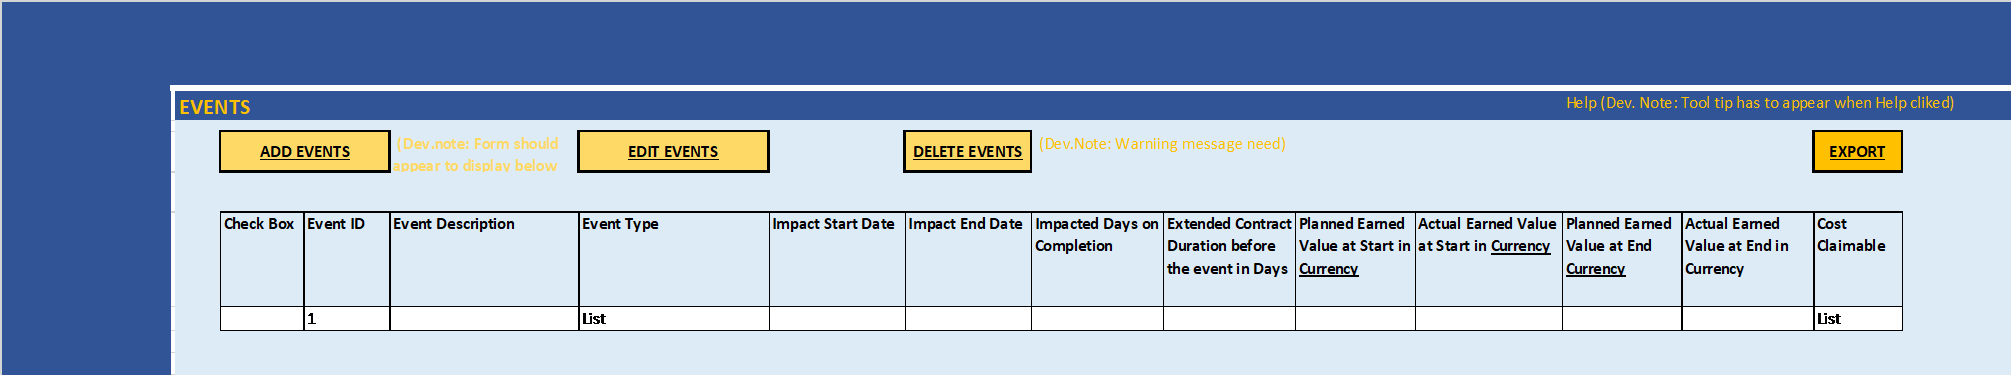 EVENTS
Help (Dev. Note: Tool tip has to appear when Help cliked)
ADD EVENTS
(Dev.note: Form should
appear to display below
EDIT EVENTS
DELETE EVENTS
(Dev.Note: Warniing message need)
EXPORT
Check Box
Event ID
Event Description
Event Type
Impact Start Date
Impact End Date
Impacted Days on
Completion
Extended Contract
Duration before
the event in Days
Planned Earned
Value at Start in
Currency
Actual Earned Value
at Start in Currency
Planned Earned
Value at End
Currency
Actual Earned
Value at End in
Currency
Cost
Claimable
1
List
List